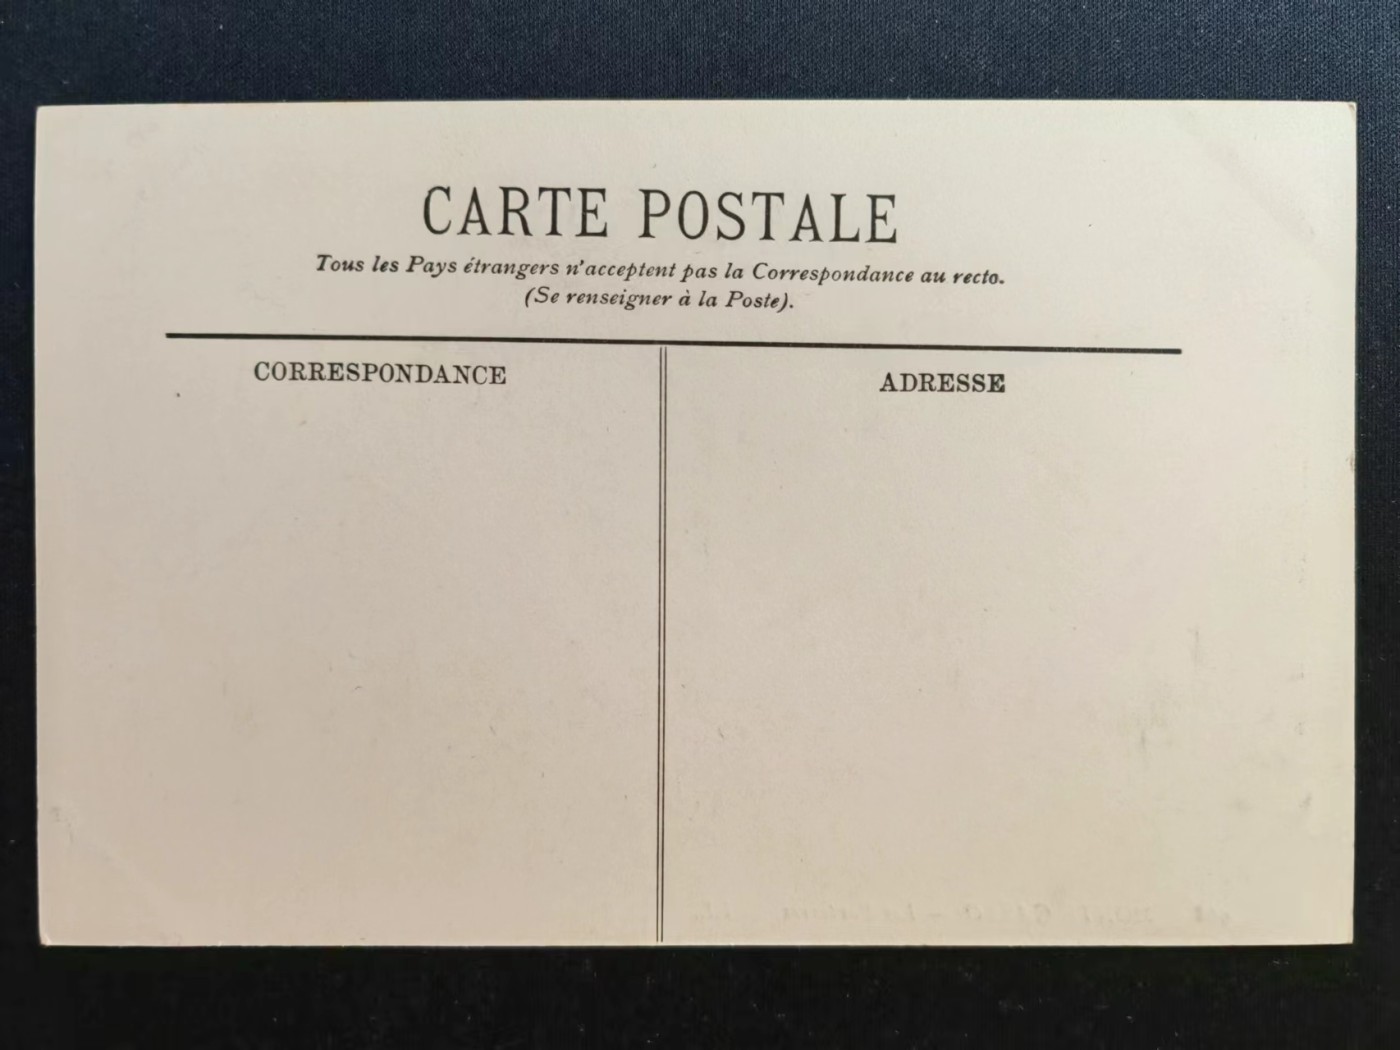 CARTE POSTALE
Tous les Pays étrangers n'acceptent pas la Correspondance au recto.
(Se renseigner à la Poste).
CORRESPONDANCE
ADRESSE